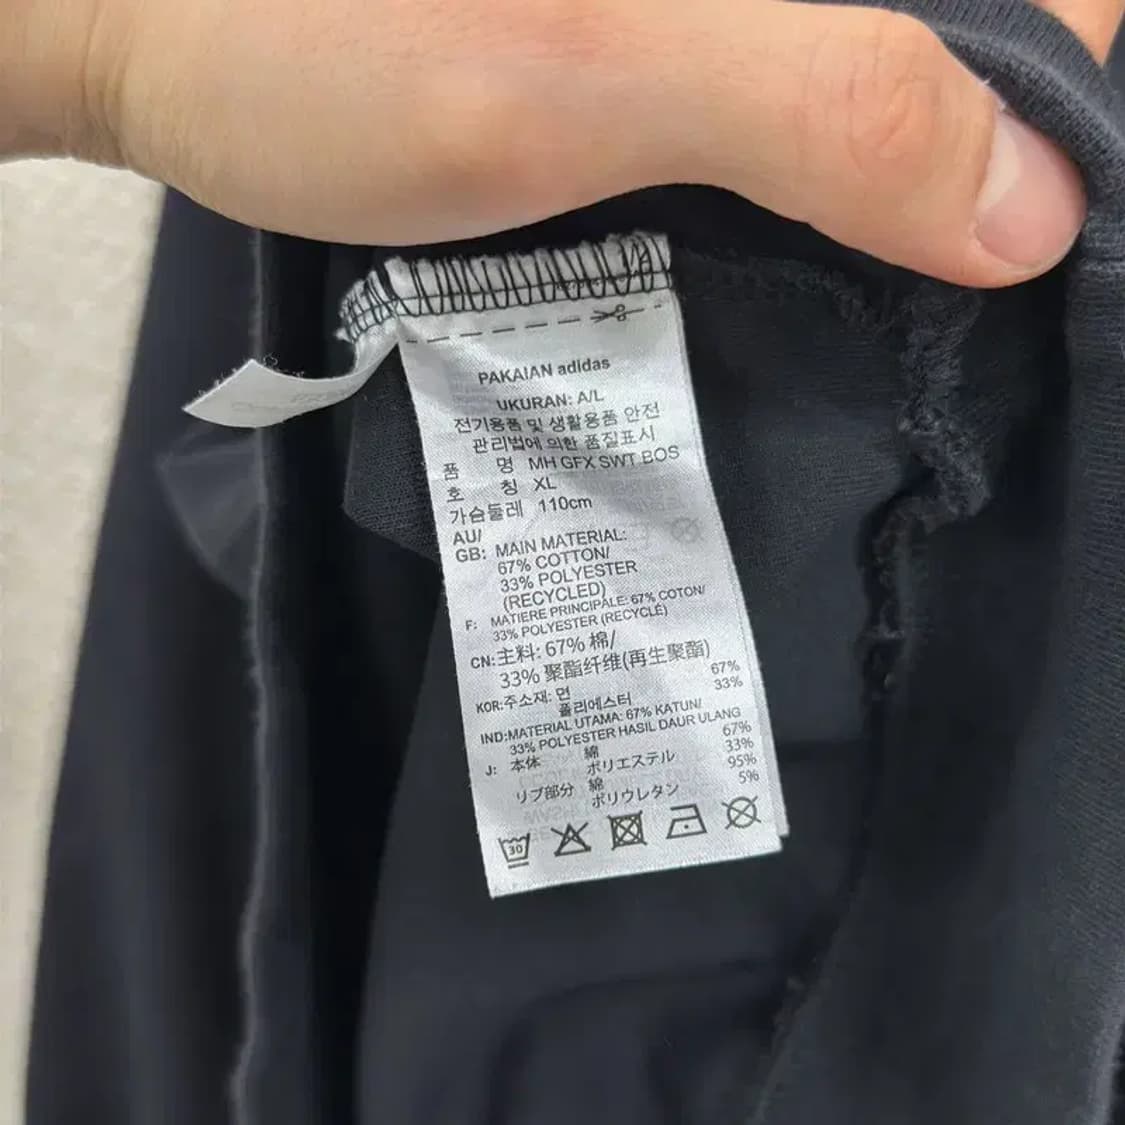 PAKAIAN adidas
UKURAN: A/L
전기용품 및 생활용품 안전
관리법에 의한 품질표시
품 명 MH GFX SWT BOS
호 칭 XL
가슴둘레 110cm
AU/
GB: MAIN MATERIAL:
67% COTTON/
33% POLYESTER
(RECYCLED)
F: MATIERE PRINCIPALE: 67% COTON/
33% POLYESTER (RECYCLÉ)
CN: 主料: 67% 棉/
33% 聚酯纤维(再生聚酯)
KOR: 주소재: 면 67%
폴리에스터 33%
IND: MATERIAL UTAMA: 67% KATUN/
33% POLYESTER HASIL DAUR ULANG
J: 本体 綿 67%
ポリエステル 33%
リブ部分 綿 95%
ポリウレタン 5%
30